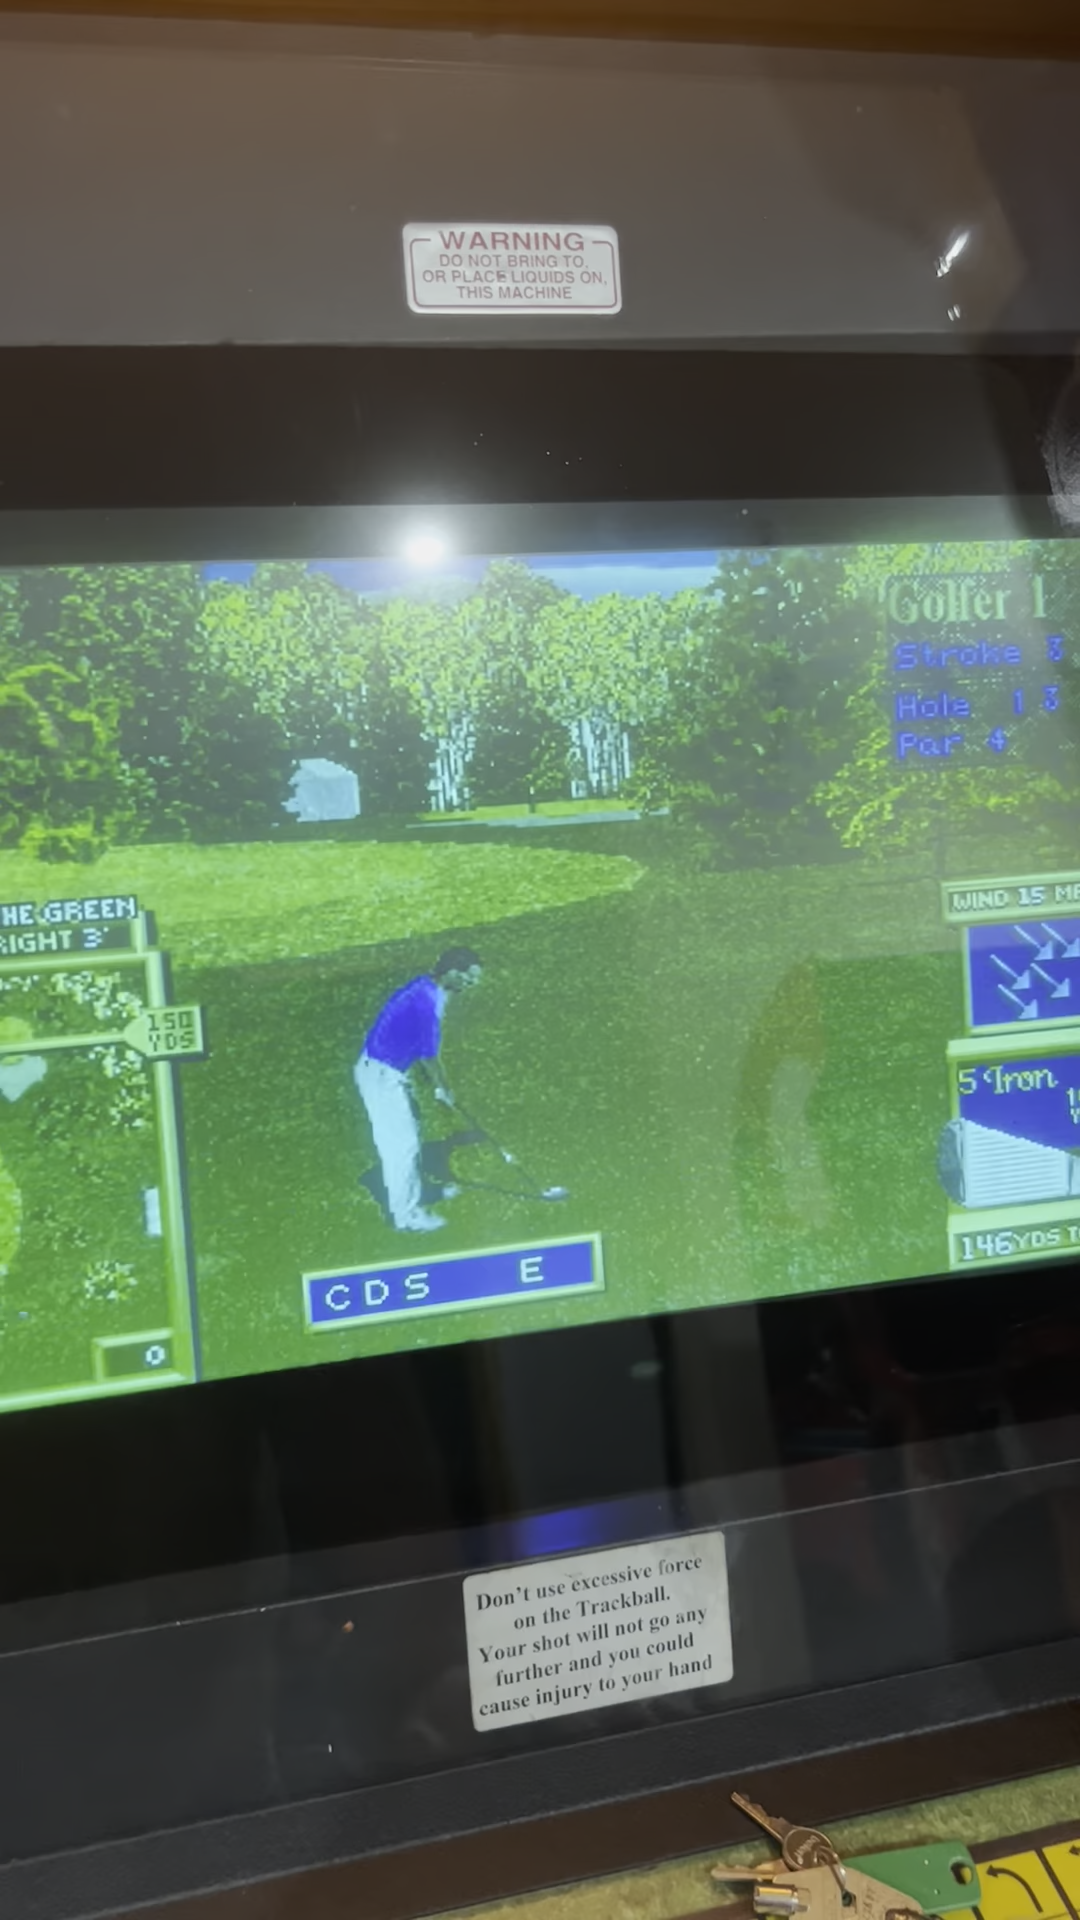 WARNING
DO NOT BRING TO,
OR PLACE LIQUIDS ON,
THIS MACHINE
Golfer 1
Stroke 3
Hole 13
Par 4
HE GREEN
RIGHT 3'
150
YDS
WIND 15 MP
5 Iron
146YDS T
C D S E
0
Don't use excessive force
on the Trackball.
Your shot will not go any
further and you could
cause injury to your hand